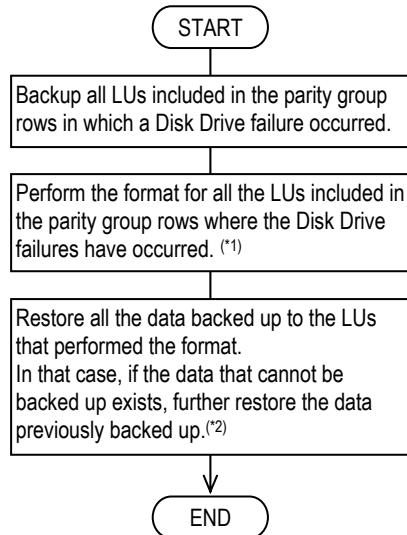 START
Backup all LUs included in the parity group
rows in which a Disk Drive failure occurred.
Perform the format for all the LUs included in
the parity group rows where the Disk Drive
failures have occurred. (*1)
Restore all the data backed up to the LUs
that performed the format.
In that case, if the data that cannot be
backed up exists, further restore the data
previously backed up.(*2)
END